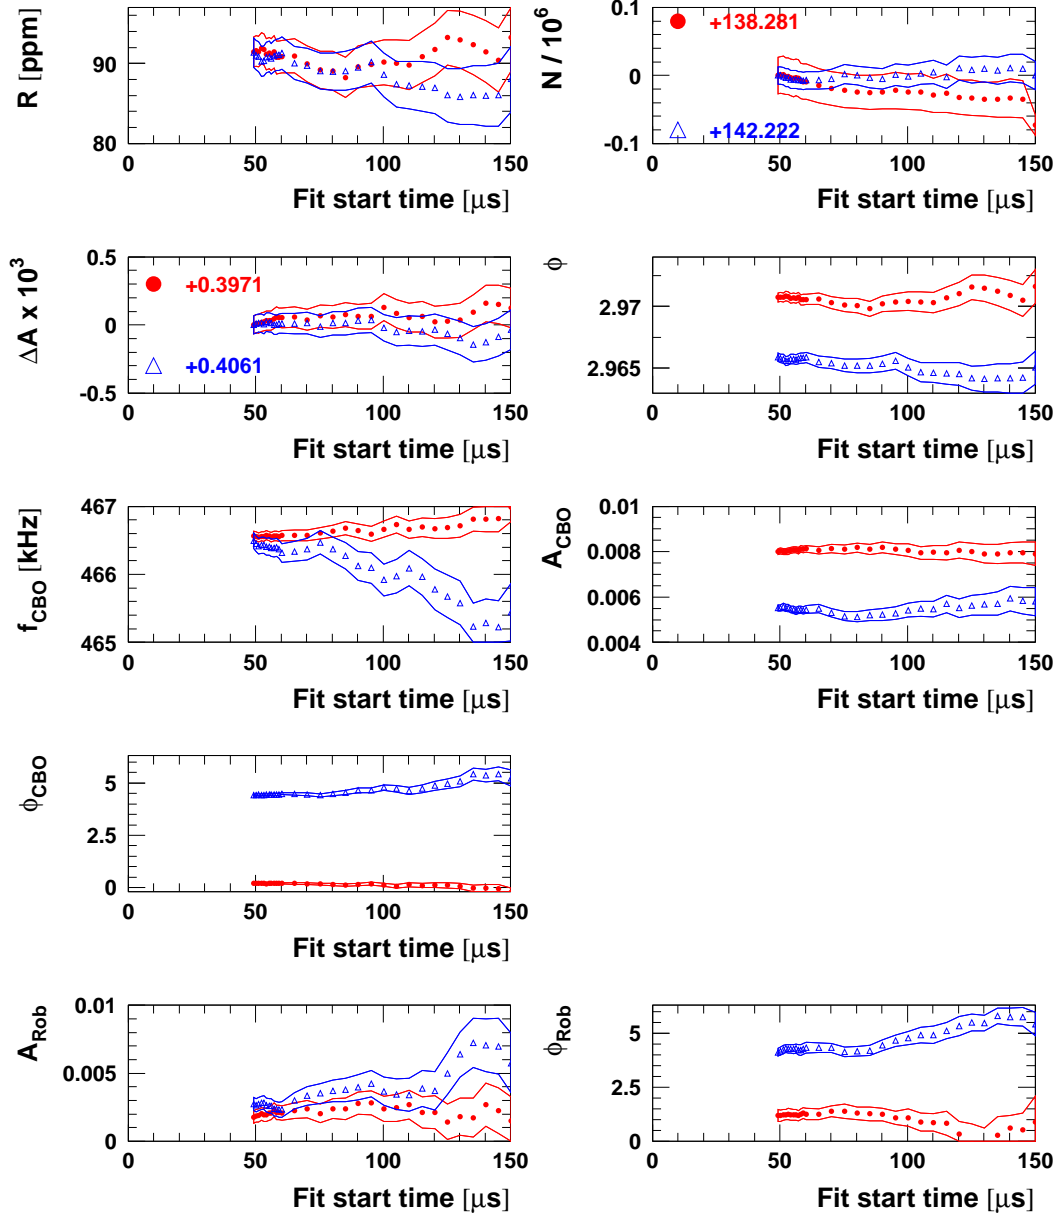 R [ppm]
90
80
0 50 100 150
Fit start time [μs]
N / 10^6
0.1
0
-0.1
+138.281
+142.222
0 50 100 150
Fit start time [μs]
ΔA x 10^3
0.5
0
-0.5
+0.3971
+0.4061
0 50 100 150
Fit start time [μs]
ϕ
2.97
2.965
0 50 100 150
Fit start time [μs]
f_CBO [kHz]
467
466
465
0 50 100 150
Fit start time [μs]
A_CBO
0.01
0.008
0.006
0.004
0 50 100 150
Fit start time [μs]
ϕ_CBO
5
2.5
0
0 50 100 150
Fit start time [μs]
A_Rob
0.01
0.005
0
0 50 100 150
Fit start time [μs]
ϕ_Rob
5
2.5
0
0 50 100 150
Fit start time [μs]